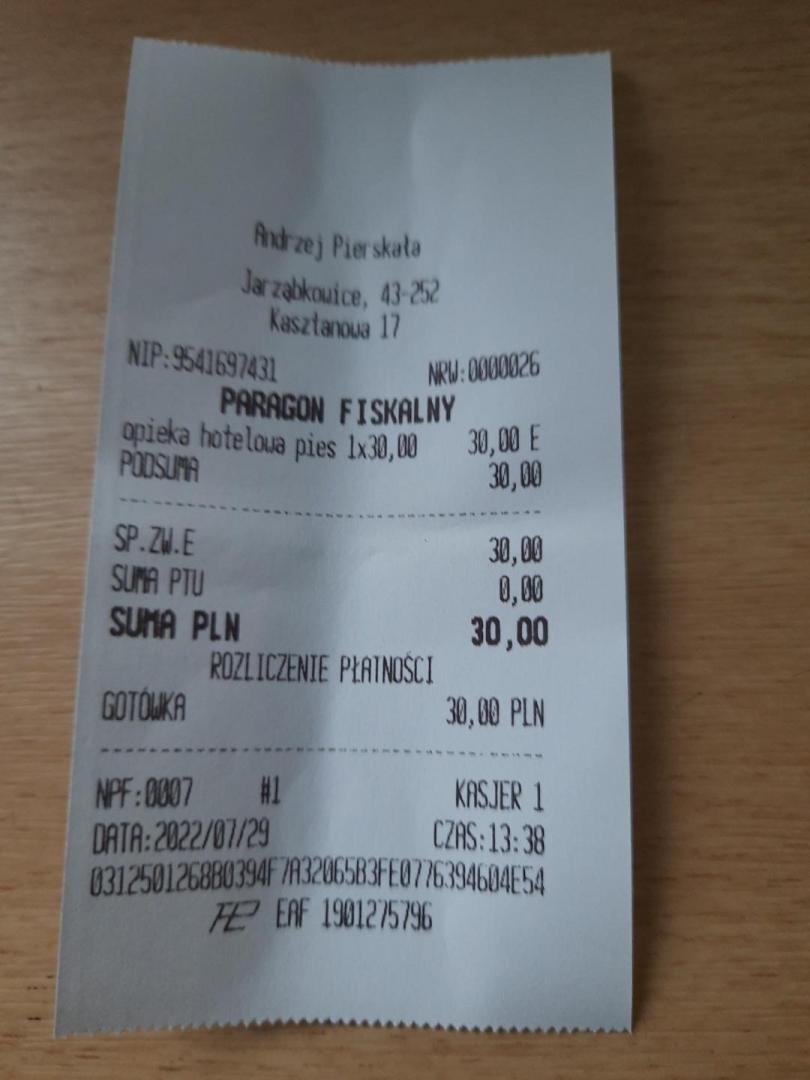 Andrzej Pierskała
Jarząbkowice, 43-252
Kasztanowa 17
NIP:9541697431 NRW:0000026
PARAGON FISKALNY
opieka hotelowa pies 1x30,00 30,00 E
PODSUMA 30,00
SP.ZW.E 30,00
SUMA PTU 0,00
SUMA PLN 30,00
ROZLICZENIE PŁATNOŚCI
GOTÓWKA 30,00 PLN
NPF:0007 #1 KASJER 1
DATA:2022/07/29 CZAS:13:38
0312501268B0394F7A32065B3FE0776394604E54
EAF 1901275796